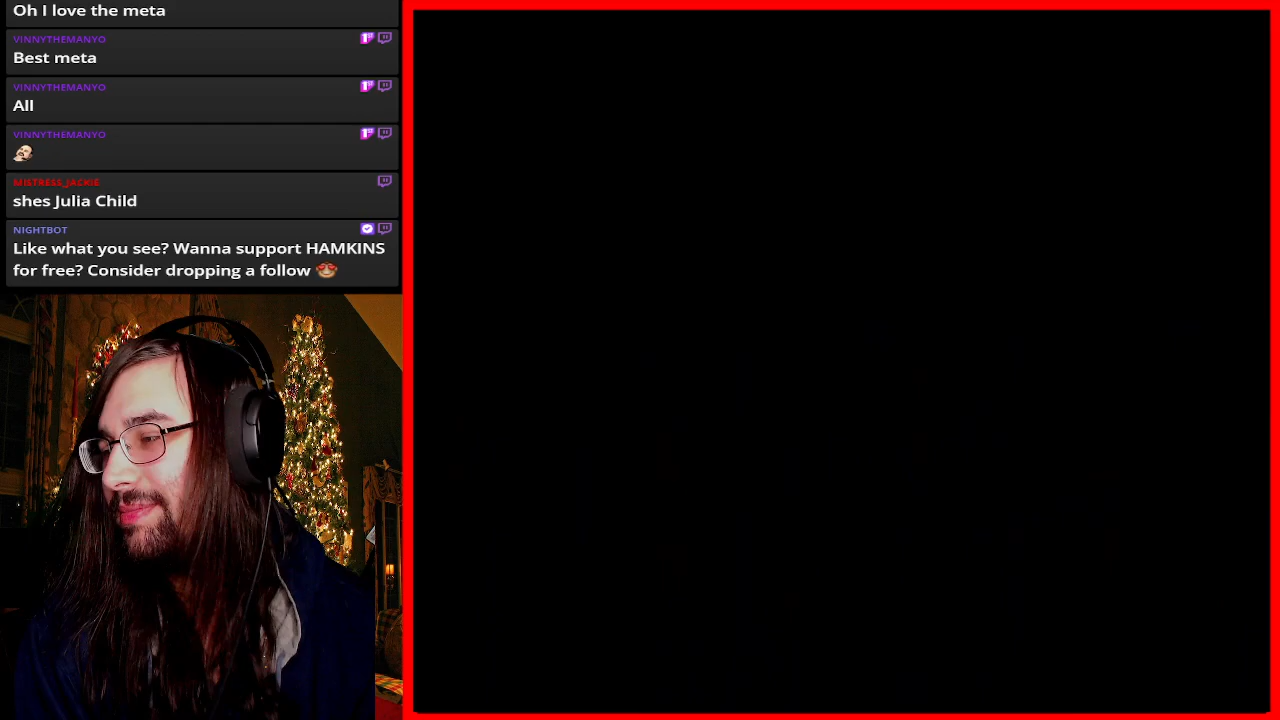 Oh I love the meta
VINNYTHEMANYO
Best meta
VINNYTHEMANYO
All
VINNYTHEMANYO
MISTRESS_JACKIE
shes Julia Child
NIGHTBOT
Like what you see? Wanna support HAMKINS
for free? Consider dropping a follow